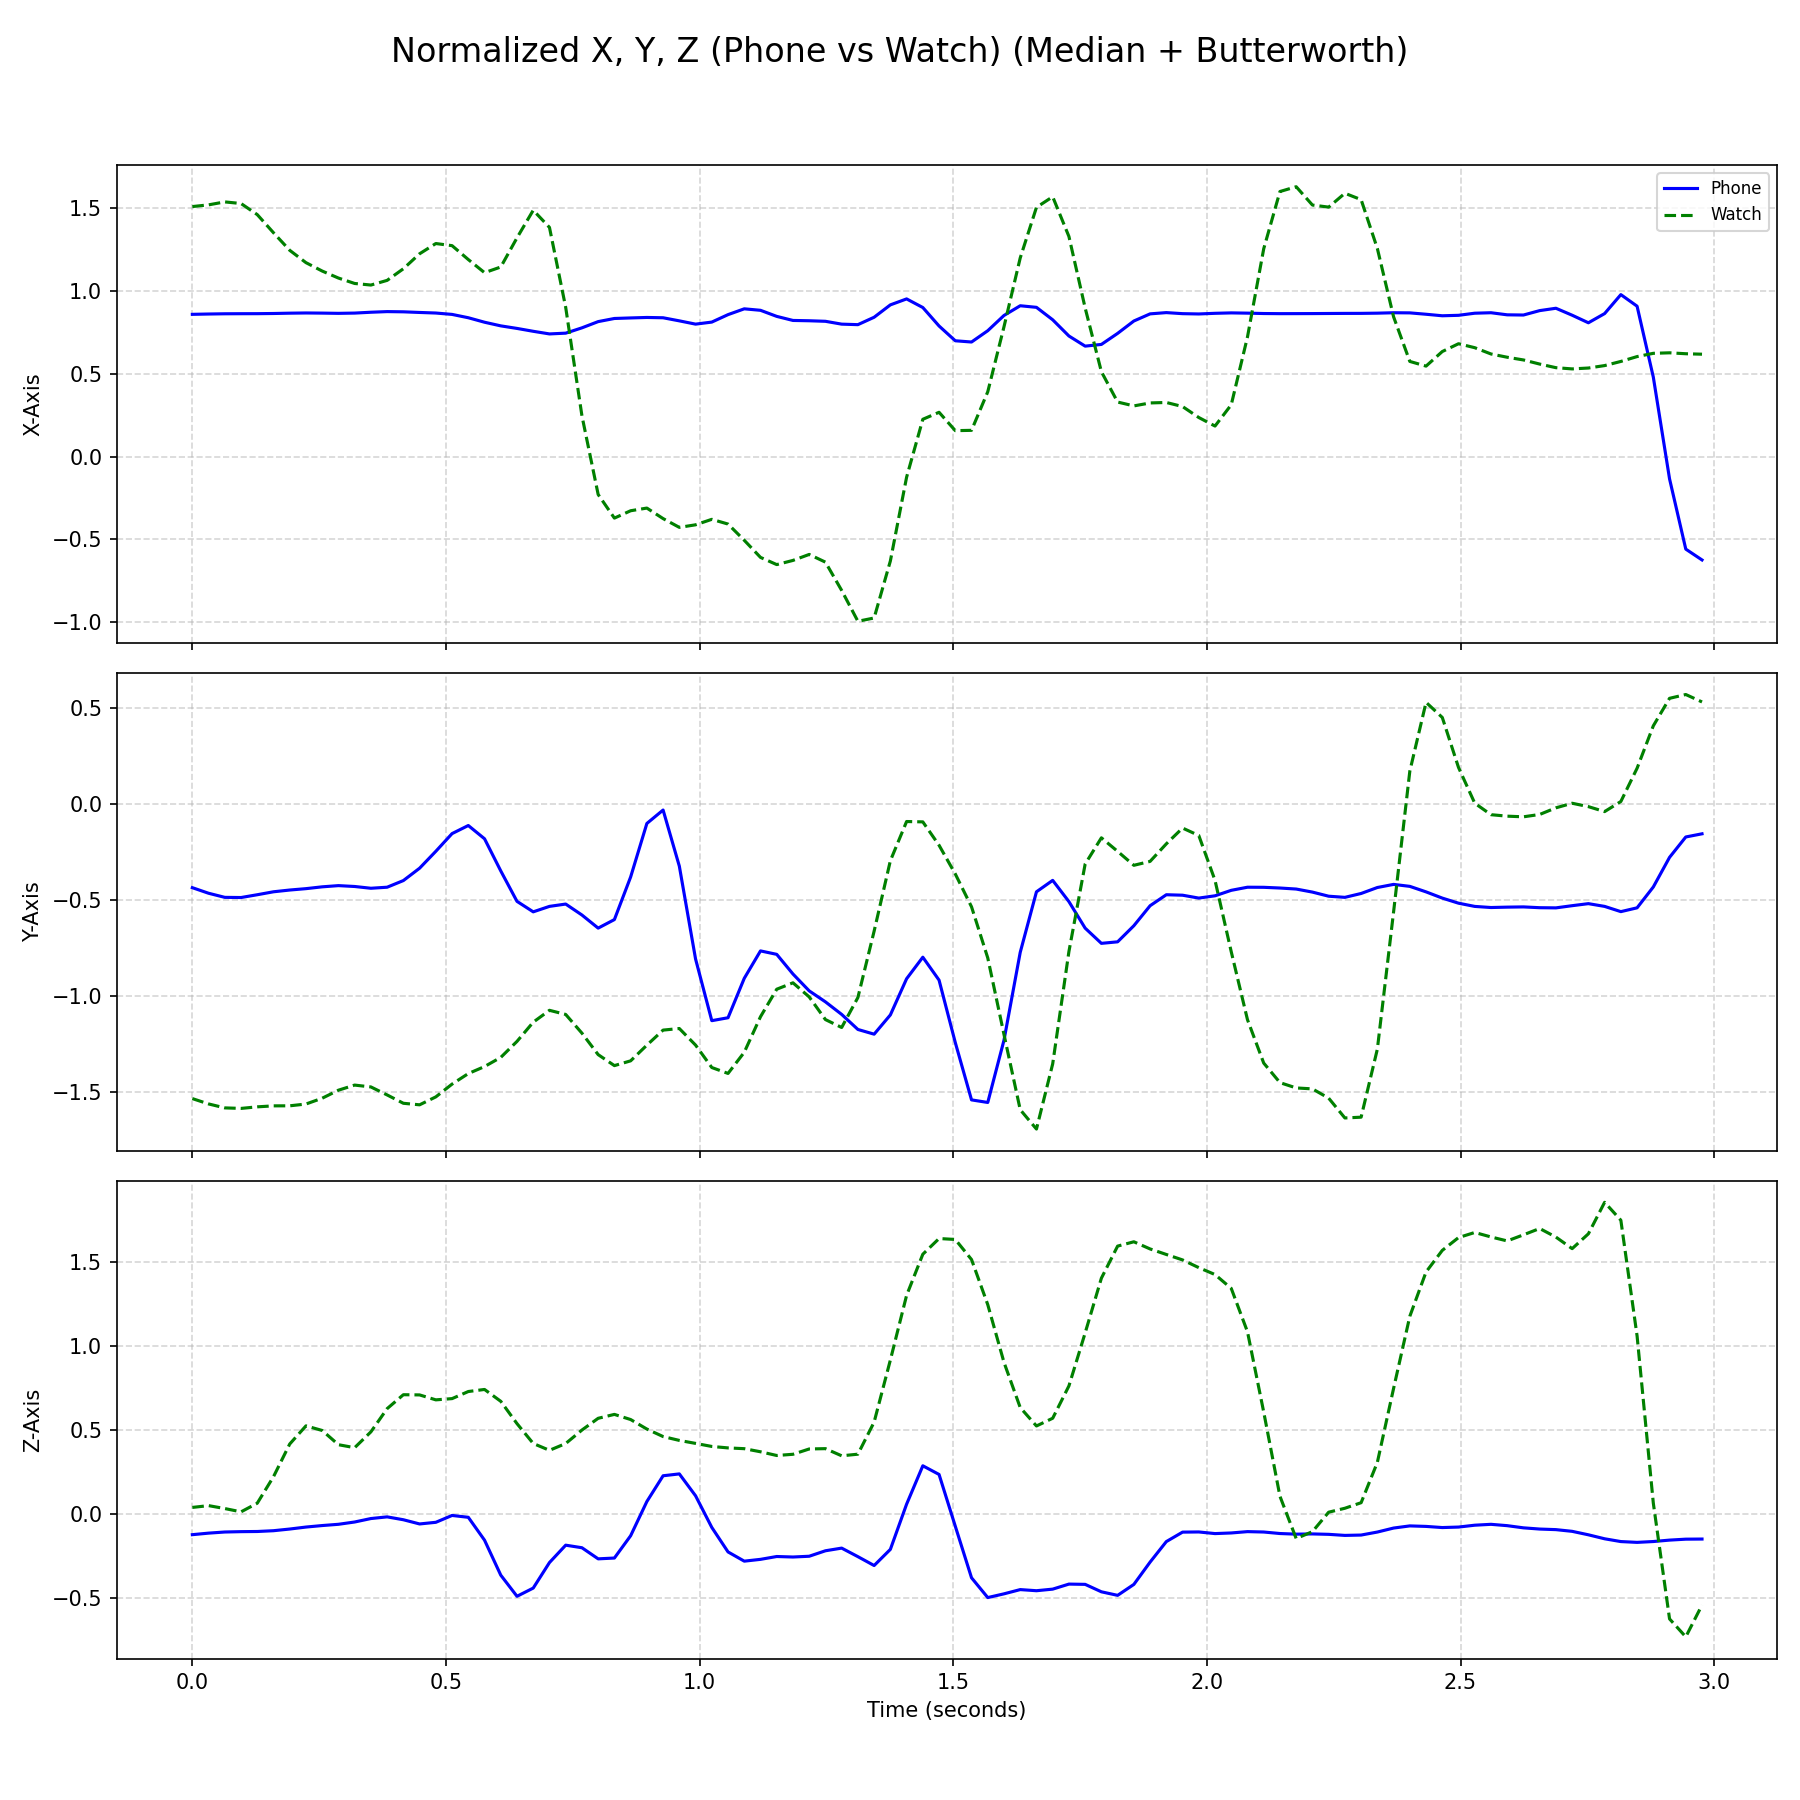 Normalized X, Y, Z (Phone vs Watch) (Median + Butterworth)
Phone
Watch
1.5
1.0
0.5
0.0
−0.5
−1.0
X-Axis
0.5
0.0
−0.5
−1.0
−1.5
Y-Axis
1.5
1.0
0.5
0.0
−0.5
Z-Axis
0.0 0.5 1.0 1.5 2.0 2.5 3.0
Time (seconds)